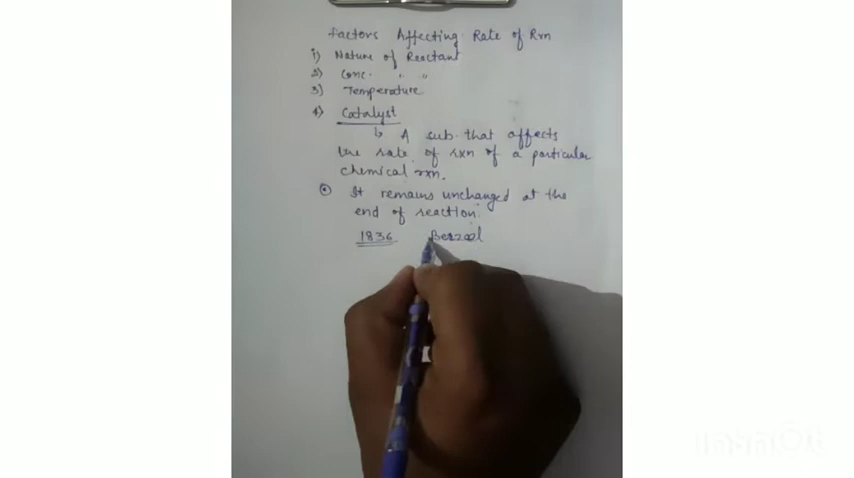 Factors Affecting Rate of Rxn
1) Nature of Reactant
2) Conc. " "
3) Temperature
4) Catalyst
↳ A sub. that affects
the rate of rxn of a particular
chemical rxn.
It remains unchanged at the
end of reaction.
1836 Berzel